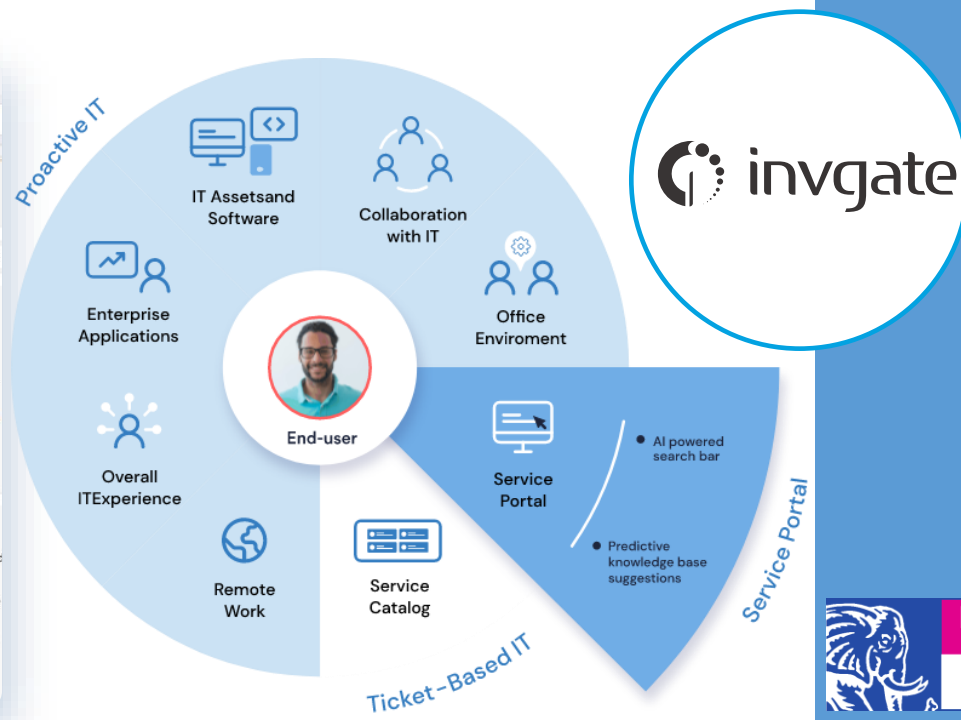 Proactive IT
IT Assetsand
Software
Collaboration
with IT
Office
Enviroment
Enterprise
Applications
End-user
Overall
ITExperience
Remote
Work
Service
Catalog
Service
Portal
AI powered
search bar
Predictive
knowledge base
suggestions
Service Portal
Ticket-Based IT
invgate